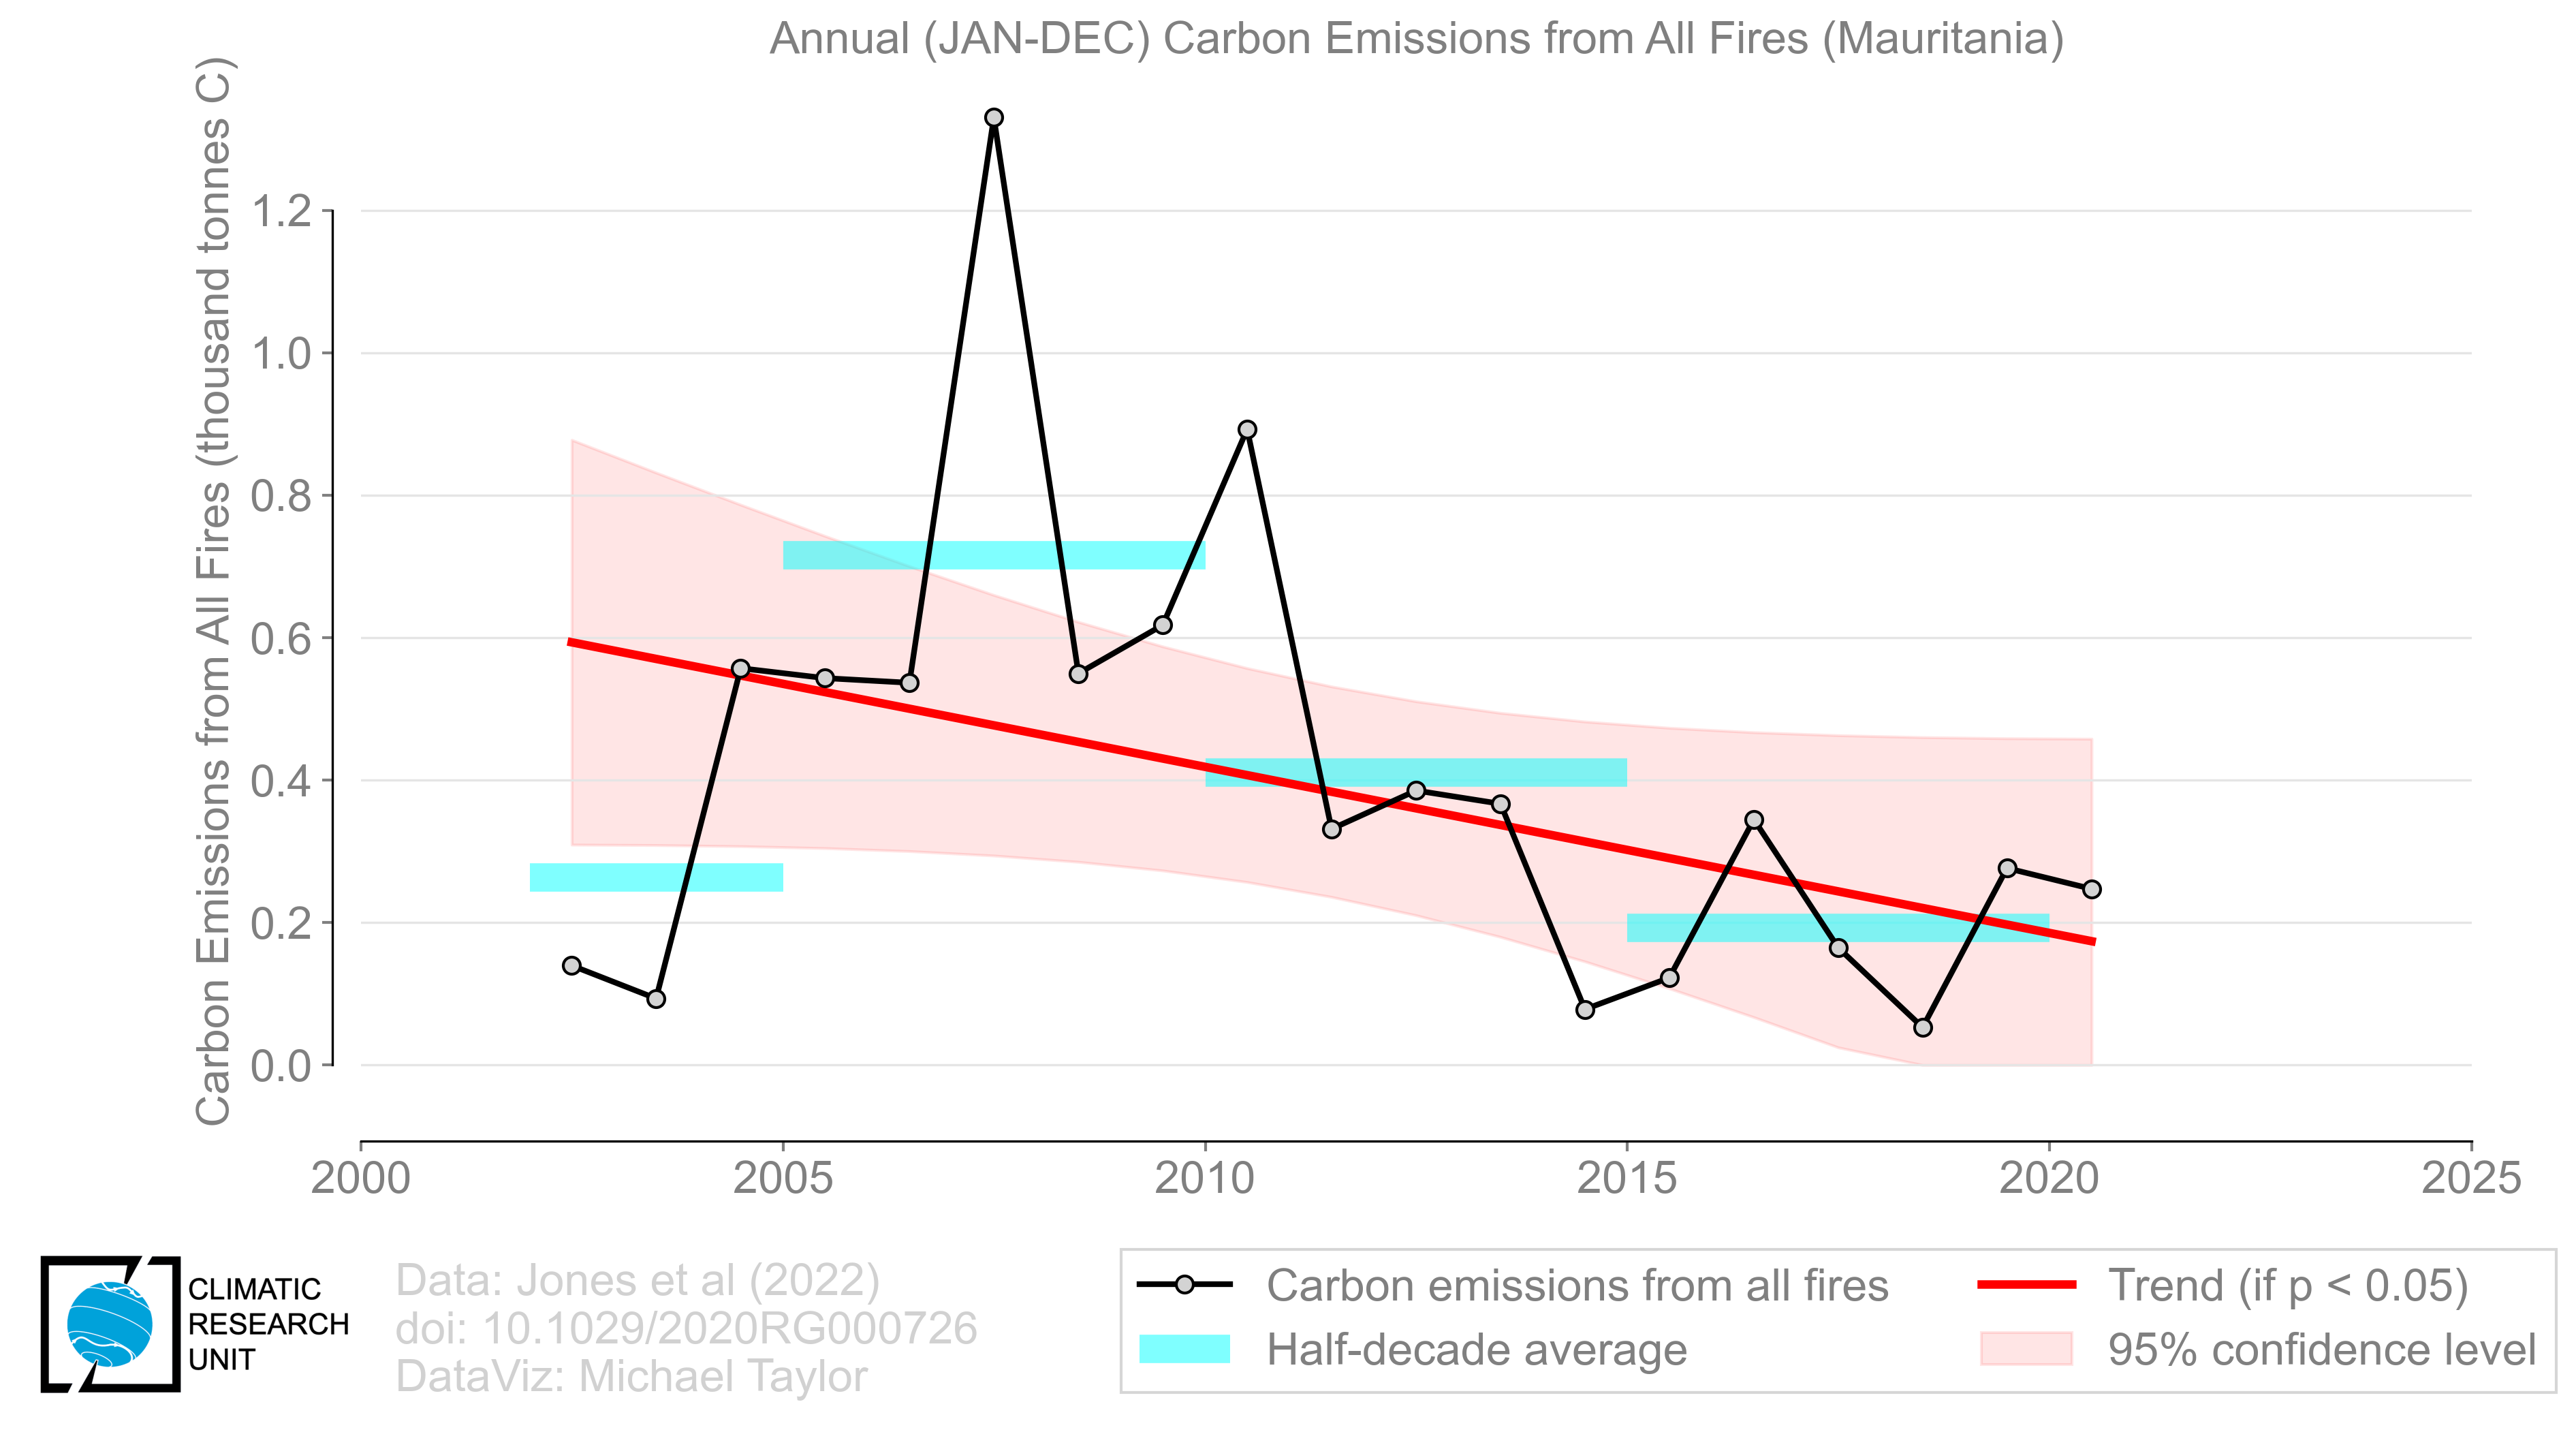 Annual (JAN-DEC) Carbon Emissions from All Fires (Mauritania)
Carbon Emissions from All Fires (thousand tonnes C)
1.2
1.0
0.8
0.6
0.4
0.2
0.0
2000
2005
2010
2015
2020
2025
CLIMATIC
RESEARCH
UNIT
Data: Jones et al (2022)
doi: 10.1029/2020RG000726
DataViz: Michael Taylor
Carbon emissions from all fires
Half-decade average
Trend (if p < 0.05)
95% confidence level